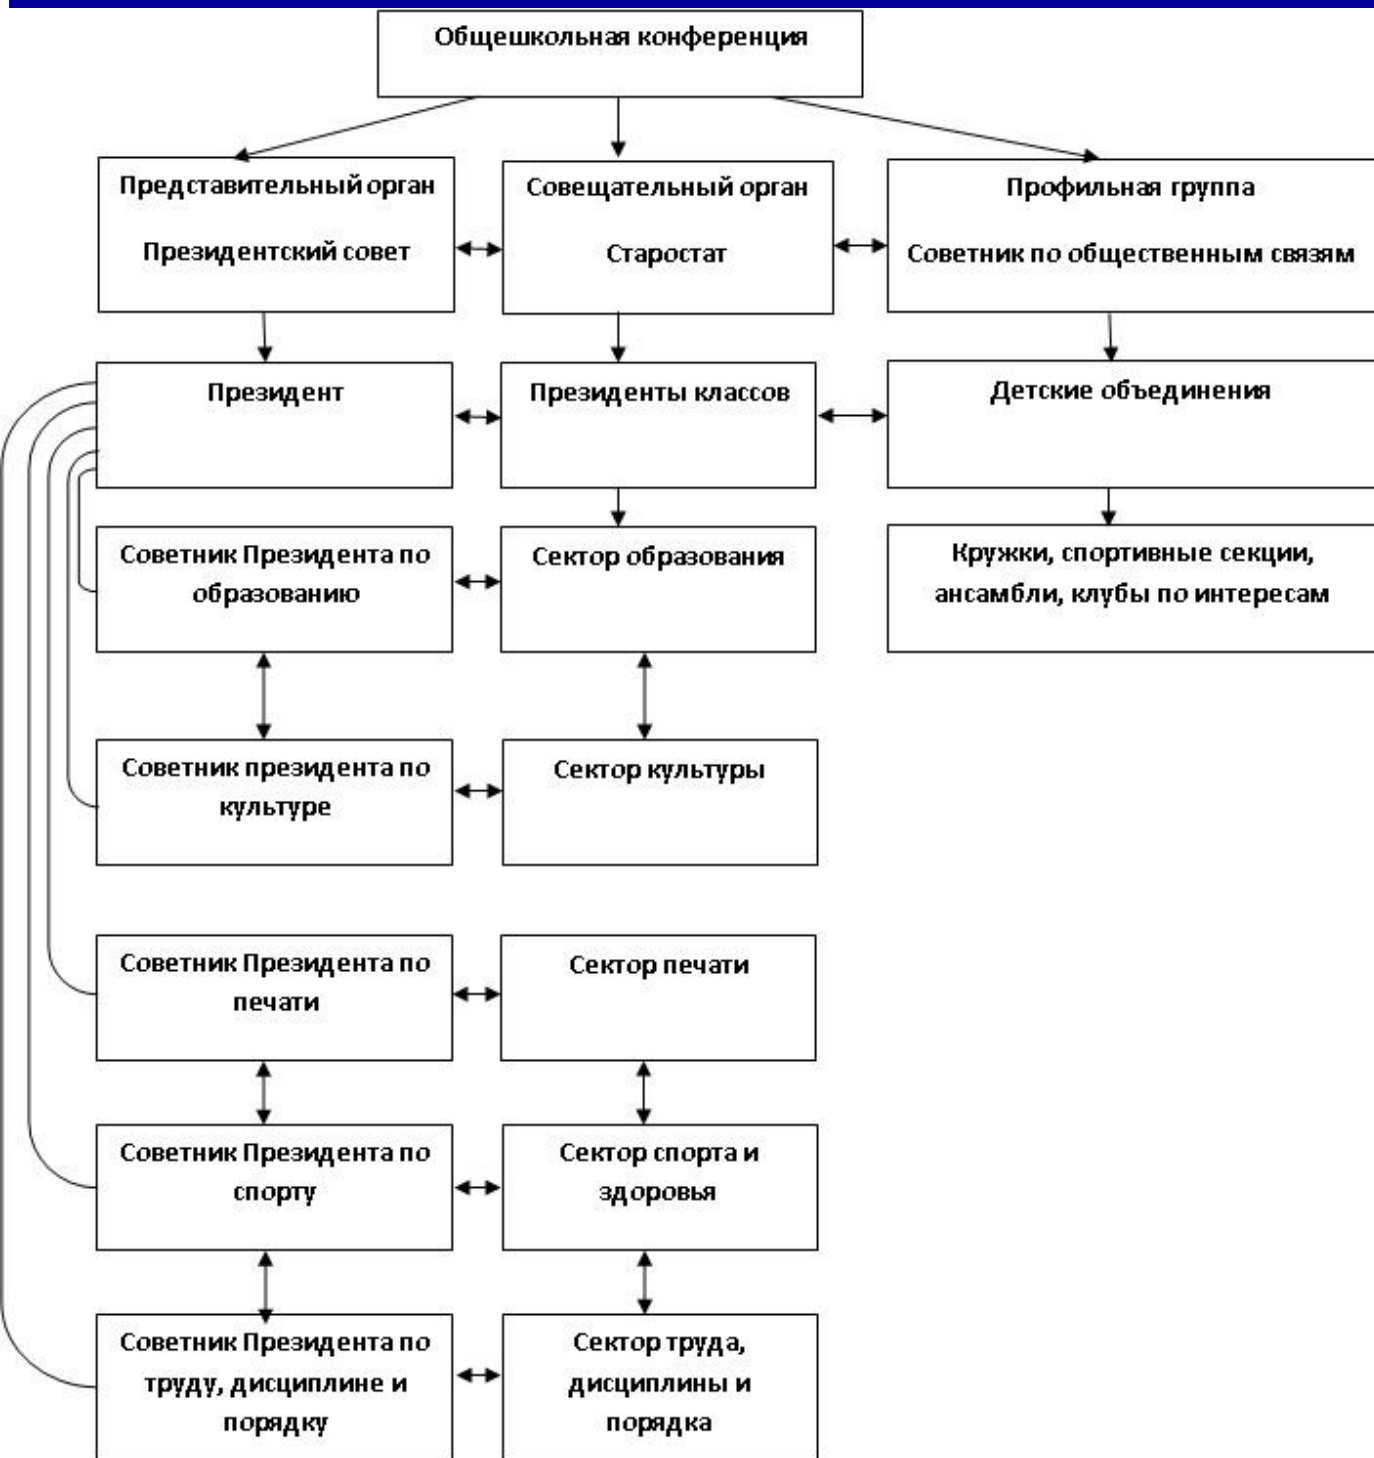 Общешкольная конференция
Представительный орган
Президентский совет
Совещательный орган
Старостат
Профильная группа
Советник по общественным связям
Президент
Президенты классов
Детские объединения
Советник Президента по
образованию
Сектор образования
Кружки, спортивные секции,
ансамбли, клубы по интересам
Советник президента по
культуре
Сектор культуры
Советник Президента по
печати
Сектор печати
Советник Президента по
спорту
Сектор спорта и
здоровья
Советник Президента по
труду, дисциплине и
порядку
Сектор труда,
дисциплины и
порядка